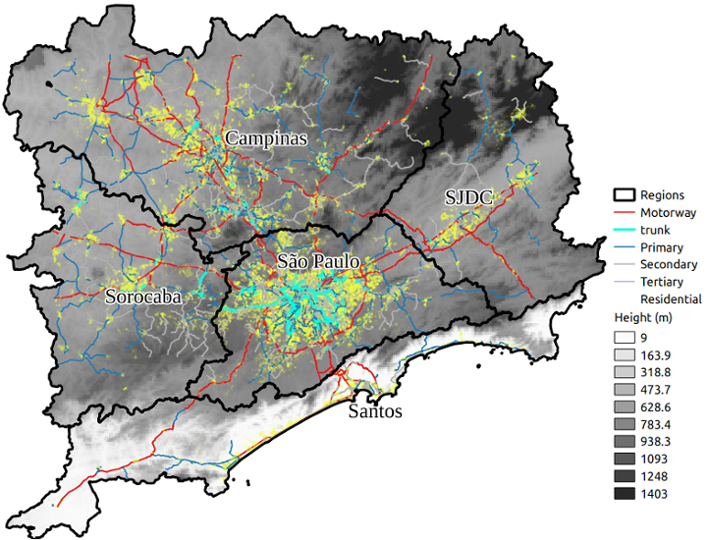 Campinas
SJDC
São Paulo
Sorocaba
Santos
Regions
Motorway
trunk
Primary
Secondary
Tertiary
Residential
Height (m)
9
163.9
318.8
473.7
628.6
783.4
938.3
1093
1248
1403